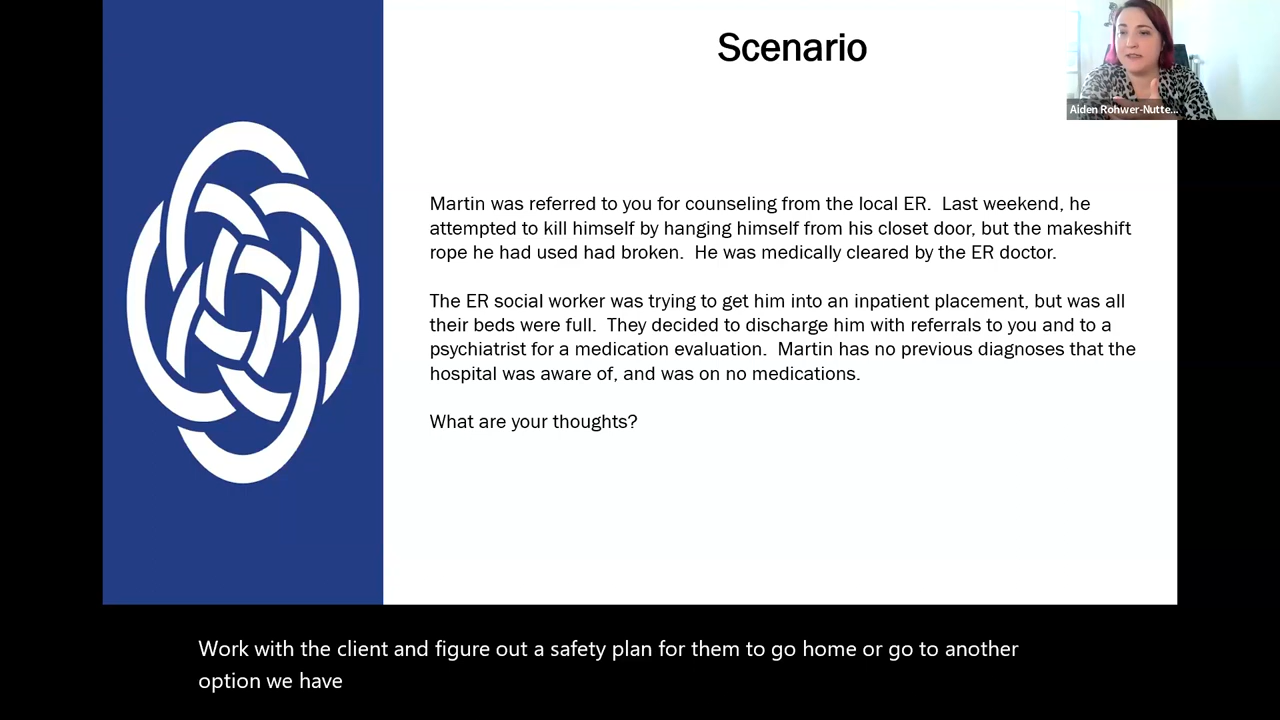 Scenario
Aiden Rohwer-Nutte...
Martin was referred to you for counseling from the local ER.  Last weekend, he
attempted to kill himself by hanging himself from his closet door, but the makeshift
rope he had used had broken.  He was medically cleared by the ER doctor.
The ER social worker was trying to get him into an inpatient placement, but was all
their beds were full.  They decided to discharge him with referrals to you and to a
psychiatrist for a medication evaluation.  Martin has no previous diagnoses that the
hospital was aware of, and was on no medications.
What are your thoughts?
Work with the client and figure out a safety plan for them to go home or go to another
option we have